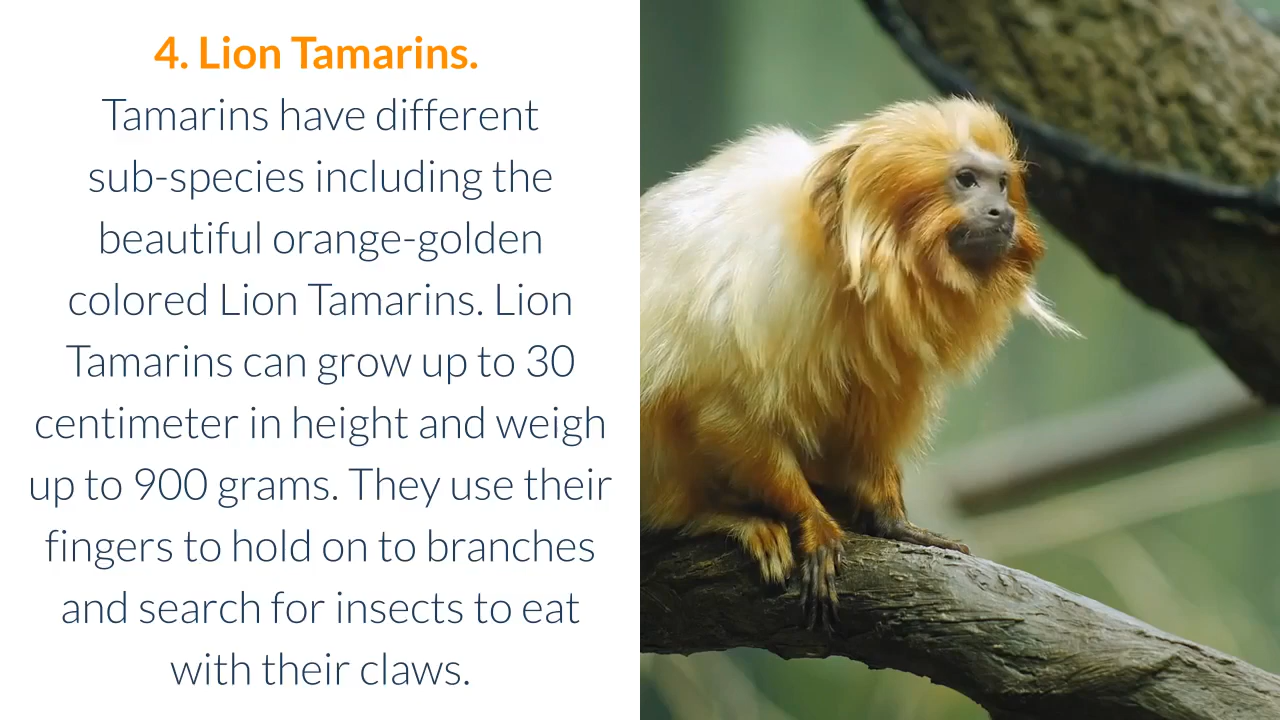 4. Lion Tamarins.
Tamarins have different
sub-species including the
beautiful orange-golden
colored Lion Tamarins. Lion
Tamarins can grow up to 30
centimeter in height and weigh
up to 900 grams. They use their
fingers to hold on to branches
and search for insects to eat
with their claws.